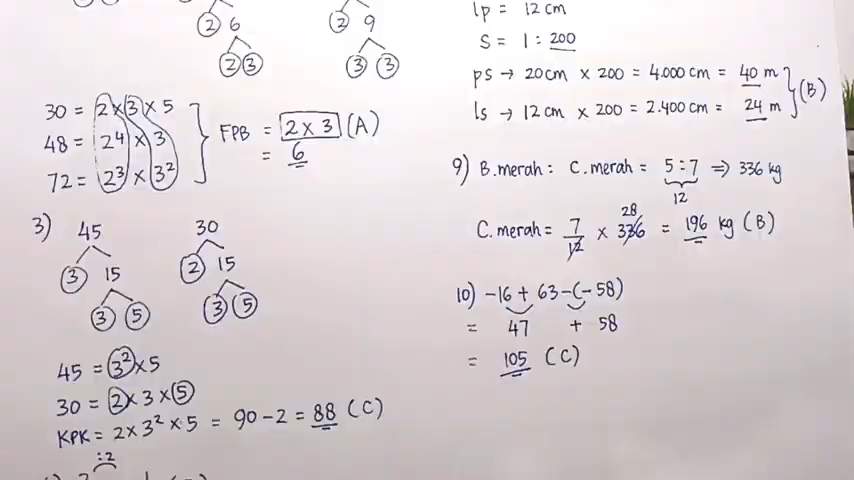 2 6
2 3
2 9
3 3
30 = 2 × 3 × 5
48 = 2⁴ × 3
72 = 2³ × 3²
FPB = 2 × 3 (A)
= 6
3) 45
3 15
3 5
30
2 15
3 5
45 = 3² × 5
30 = 2 × 3 × 5
KPK = 2 × 3² × 5 = 90 - 2 = 88 (C)
:2
lp = 12 cm
S = 1 : 200
ps → 20 cm × 200 = 4.000 cm = 40 m
ls → 12 cm × 200 = 2.400 cm = 24 m
(B)
9) B.merah : C.merah = 5 : 7 ⇒ 336 kg
12
28
C.merah = 7/12 × 336 = 196 kg (B)
10) -16 + 63 - (-58)
= 47 + 58
= 105 (C)